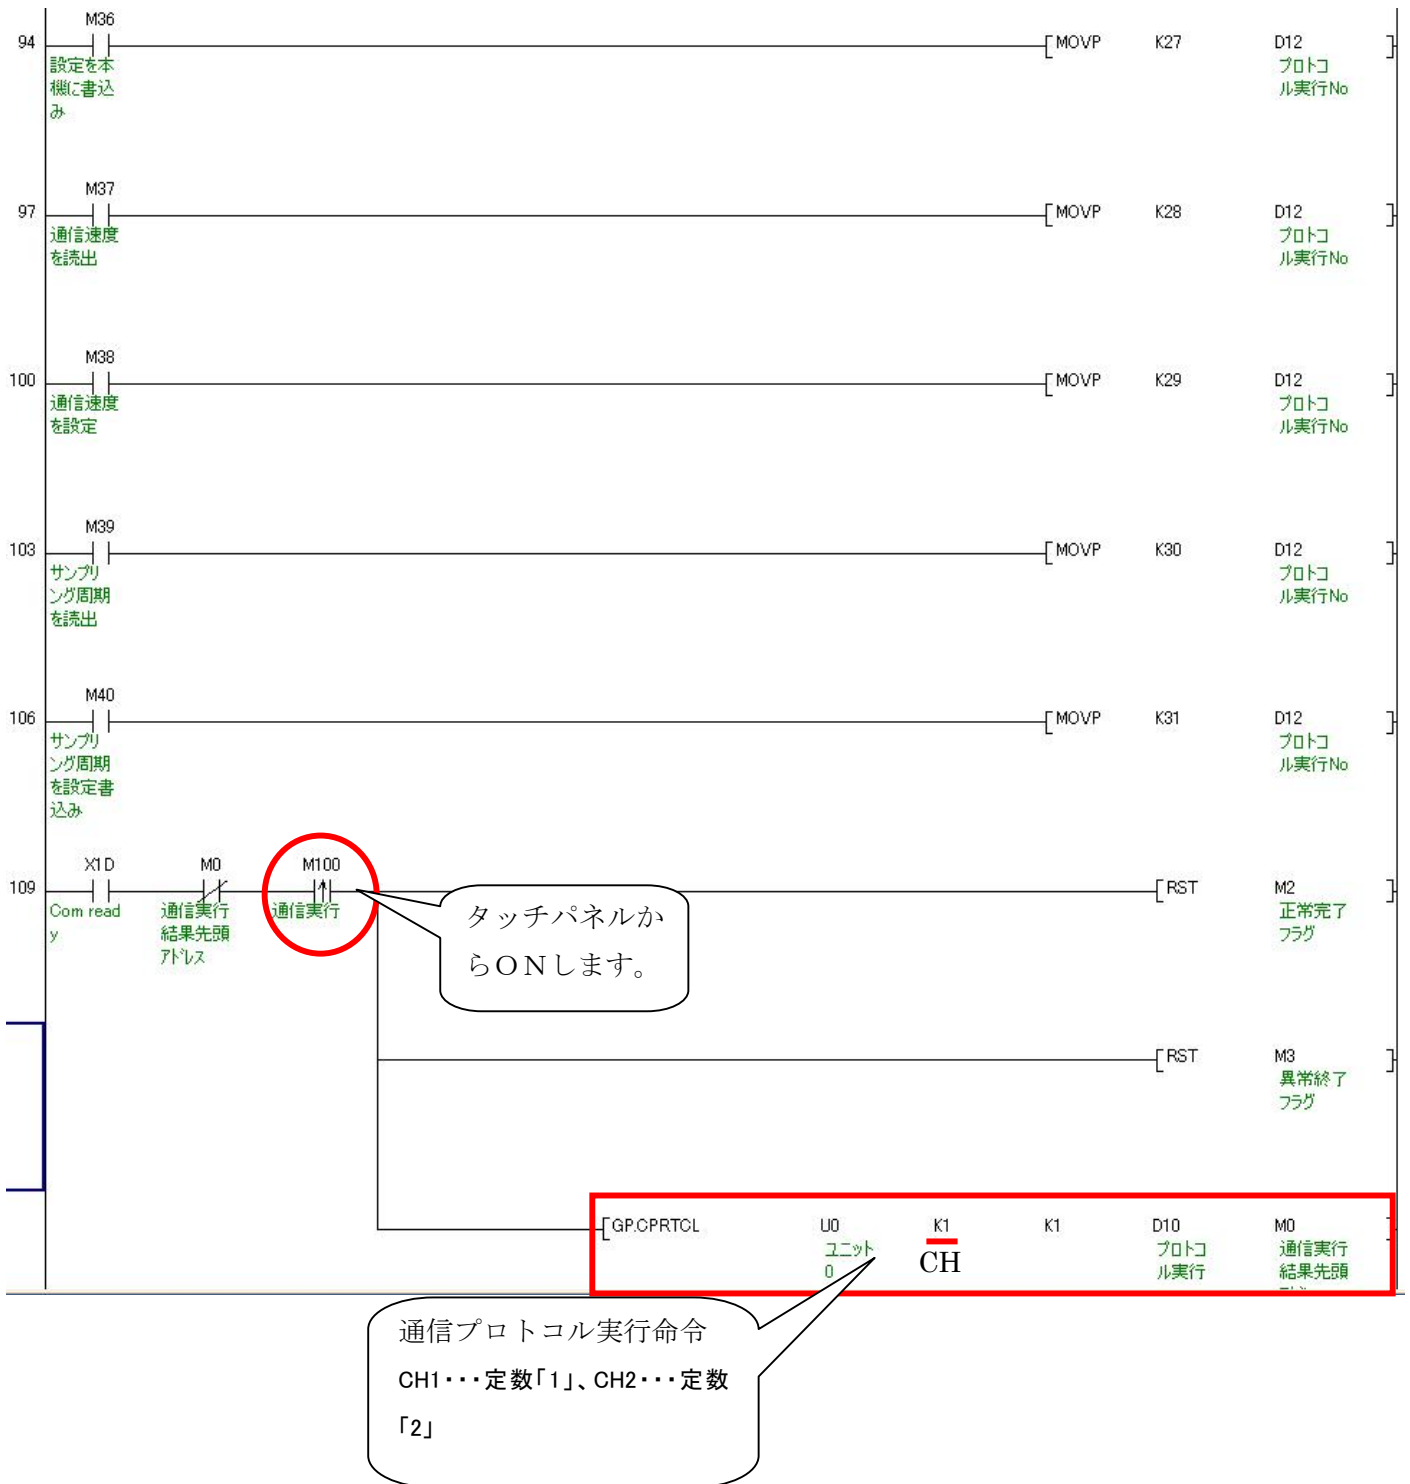 M36
94 MOVP K27 D12
設定を本 プロトコ
機に書込 ル実行No
み
M37
97 MOVP K28 D12
通信速度 プロトコ
を読出 ル実行No
M38
100 MOVP K29 D12
通信速度 プロトコ
を設定 ル実行No
M39
103 MOVP K30 D12
サンプリ プロトコ
ング周期 ル実行No
を読出
M40
106 MOVP K31 D12
サンプリ プロトコ
ング周期 ル実行No
を設定書
込み
X1D M0 M100
109 RST M2
Com read 通信実行 通信実行 正常完了
y 結果先頭 フラグ
アドレス
タッチパネルか
らONします。
RST M3
異常終了
フラグ
GP.CPRTCL U0 K1 K1 D10 M0
ユニット CH プロトコ 通信実行
0 ル実行 結果先頭
通信プロトコル実行命令
CH1・・・定数「1」、CH2・・・定数
「2」